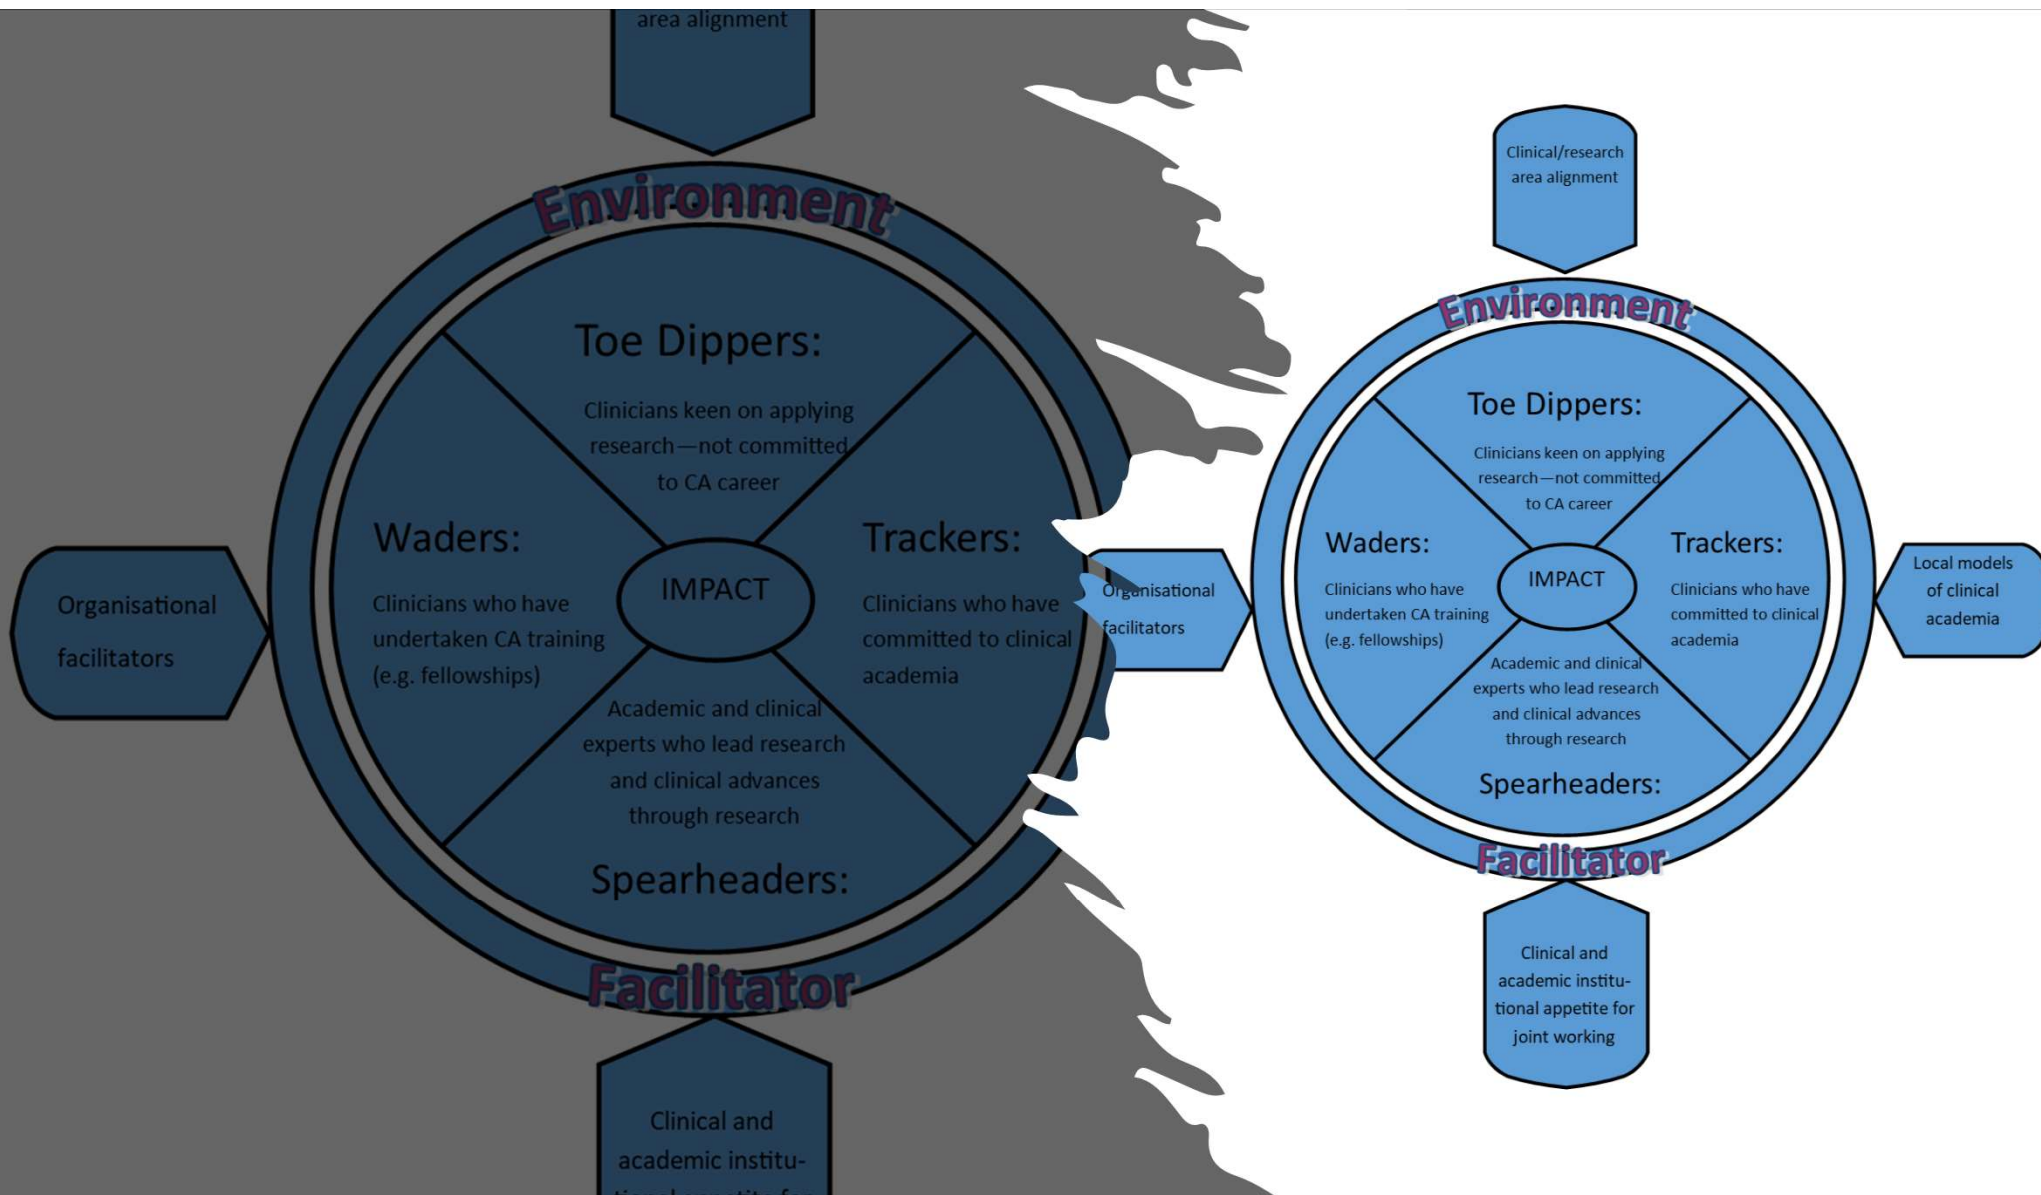 area alignment
Environment
Toe Dippers:
Clinicians keen on applying
research—not committed
to CA career
Waders:
Clinicians who have
undertaken CA training
(e.g. fellowships)
IMPACT
Trackers:
Clinicians who have
committed to clinical
academia
Organisational
facilitators
Academic and clinical
experts who lead research
and clinical advances
through research
Spearheaders:
Facilitator
Clinical and
academic institu-
tional appetite for
Clinical/research
area alignment
Environment
Toe Dippers:
Clinicians keen on applying
research—not committed
to CA career
Organisational
facilitators
Waders:
Clinicians who have
undertaken CA training
(e.g. fellowships)
IMPACT
Trackers:
Clinicians who have
committed to clinical
academia
Local models
of clinical
academia
Academic and clinical
experts who lead research
and clinical advances
through research
Spearheaders:
Facilitator
Clinical and
academic institu-
tional appetite for
joint working